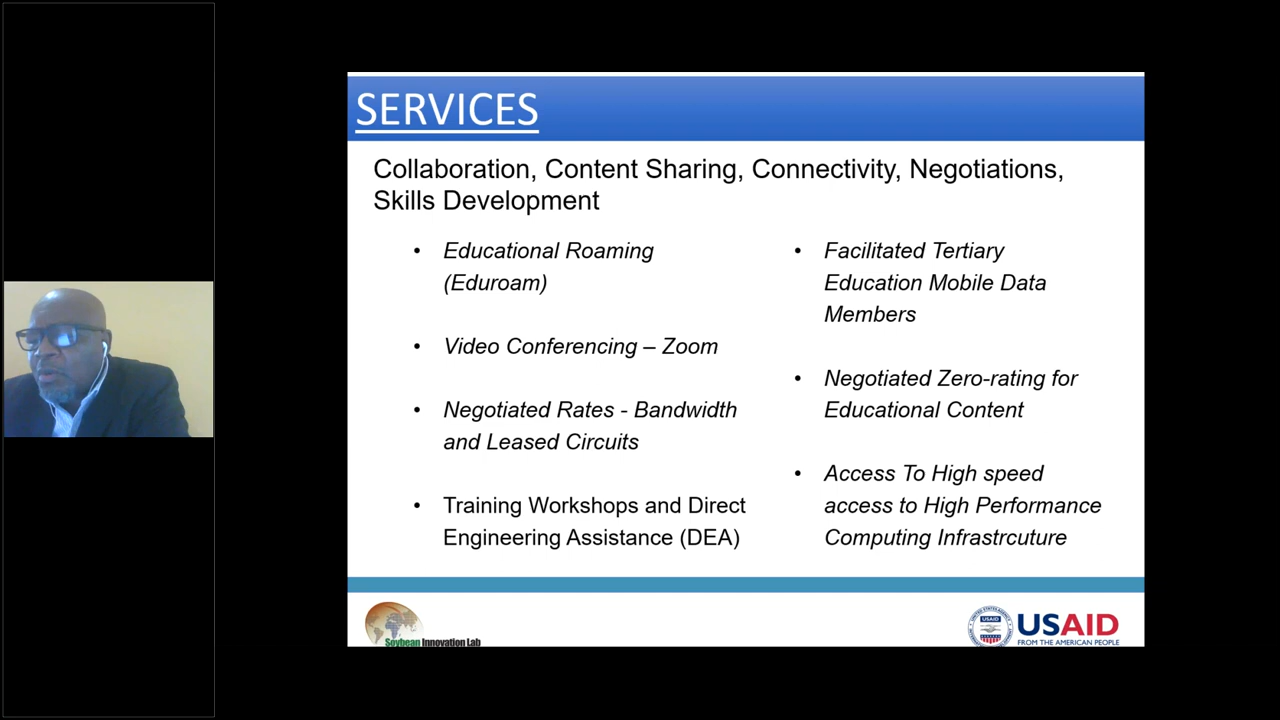 SERVICES
Collaboration, Content Sharing, Connectivity, Negotiations,
Skills Development
• Educational Roaming
(Eduroam)
• Video Conferencing – Zoom
• Negotiated Rates - Bandwidth
and Leased Circuits
• Training Workshops and Direct
Engineering Assistance (DEA)
• Facilitated Tertiary
Education Mobile Data
Members
• Negotiated Zero-rating for
Educational Content
• Access To High speed
access to High Performance
Computing Infrastrcuture
Soybean Innovation Lab
USAID
USAID
FROM THE AMERICAN PEOPLE